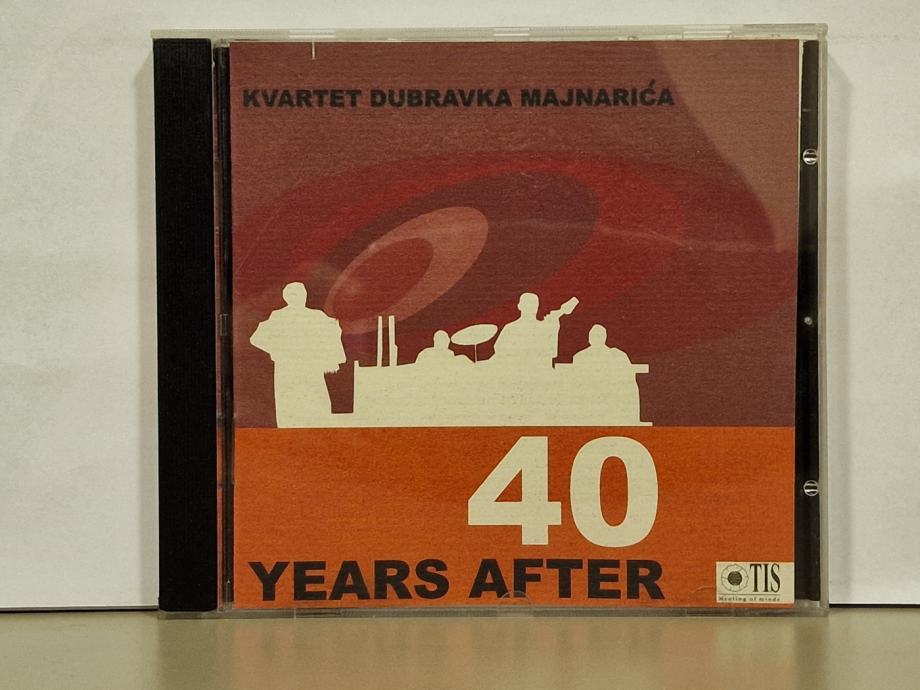 KVARTET DUBRAVKA MAJNARIĆA
40
YEARS AFTER
TIS
Meeting of minds